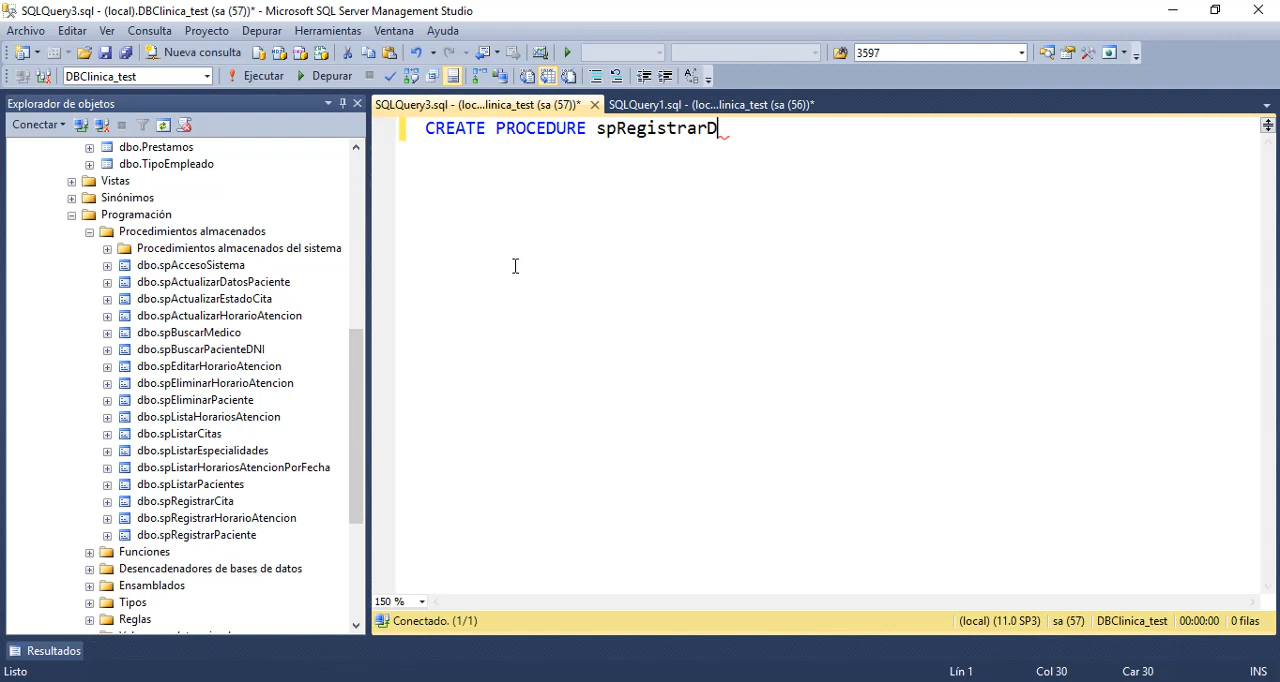 SQLQuery3.sql - (local).DBClinica_test (sa (57))* - Microsoft SQL Server Management Studio
Archivo Editar Ver Consulta Proyecto Depurar Herramientas Ventana Ayuda
Nueva consulta 3597
DBClinica_test Ejecutar Depurar
Explorador de objetos
SQLQuery3.sql - (loc...linica_test (sa (57))* SQLQuery1.sql - (loc...linica_test (sa (56))*
Conectar
CREATE PROCEDURE spRegistrarD
dbo.Prestamos
dbo.TipoEmpleado
Vistas
Sinónimos
Programación
Procedimientos almacenados
Procedimientos almacenados del sistema
dbo.spAccesoSistema
dbo.spActualizarDatosPaciente
dbo.spActualizarEstadoCita
dbo.spActualizarHorarioAtencion
dbo.spBuscarMedico
dbo.spBuscarPacienteDNI
dbo.spEditarHorarioAtencion
dbo.spEliminarHorarioAtencion
dbo.spEliminarPaciente
dbo.spListaHorariosAtencion
dbo.spListarCitas
dbo.spListarEspecialidades
dbo.spListarHorariosAtencionPorFecha
dbo.spListarPacientes
dbo.spRegistrarCita
dbo.spRegistrarHorarioAtencion
dbo.spRegistrarPaciente
Funciones
Desencadenadores de bases de datos
Ensamblados
Tipos
Reglas
150 %
Conectado. (1/1) (local) (11.0 SP3) sa (57) DBClinica_test 00:00:00 0 filas
Resultados
Listo Lín 1 Col 30 Car 30 INS